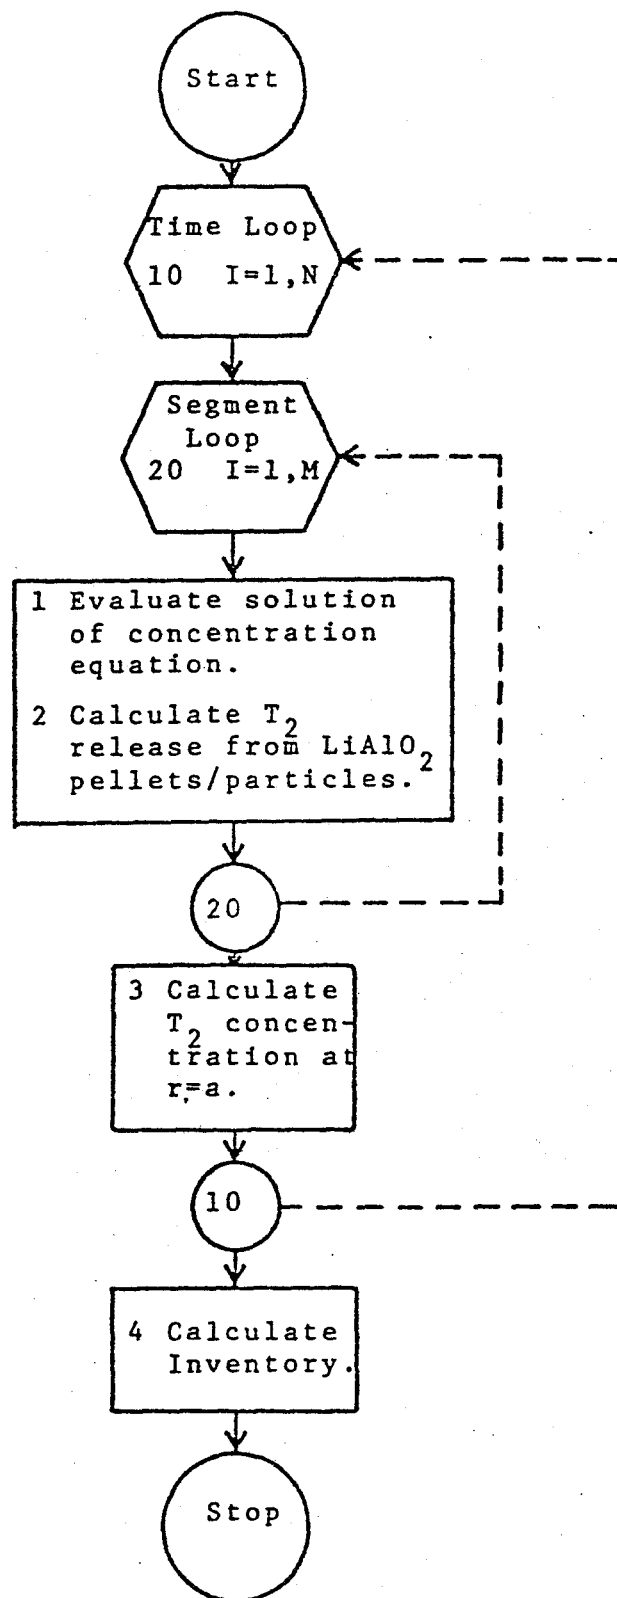 Start
Time Loop
10 I=1,N
Segment
Loop
20 I=1,M
1 Evaluate solution
of concentration
equation.
2 Calculate T₂
release from LiAlO₂
pellets/particles.
20
3 Calculate
T₂ concen-
tration at
r=a.
10
4 Calculate
Inventory.
Stop